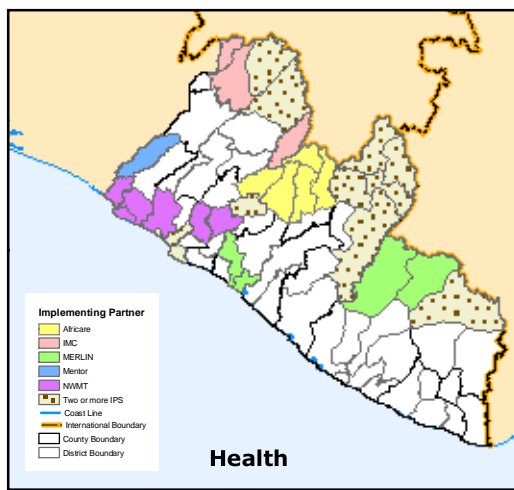 Implementing Partner
Africare
IMC
MERLIN
Mentor
NWMT
Two or more IPS
Coast Line
International Boundary
County Boundary
District Boundary
Health